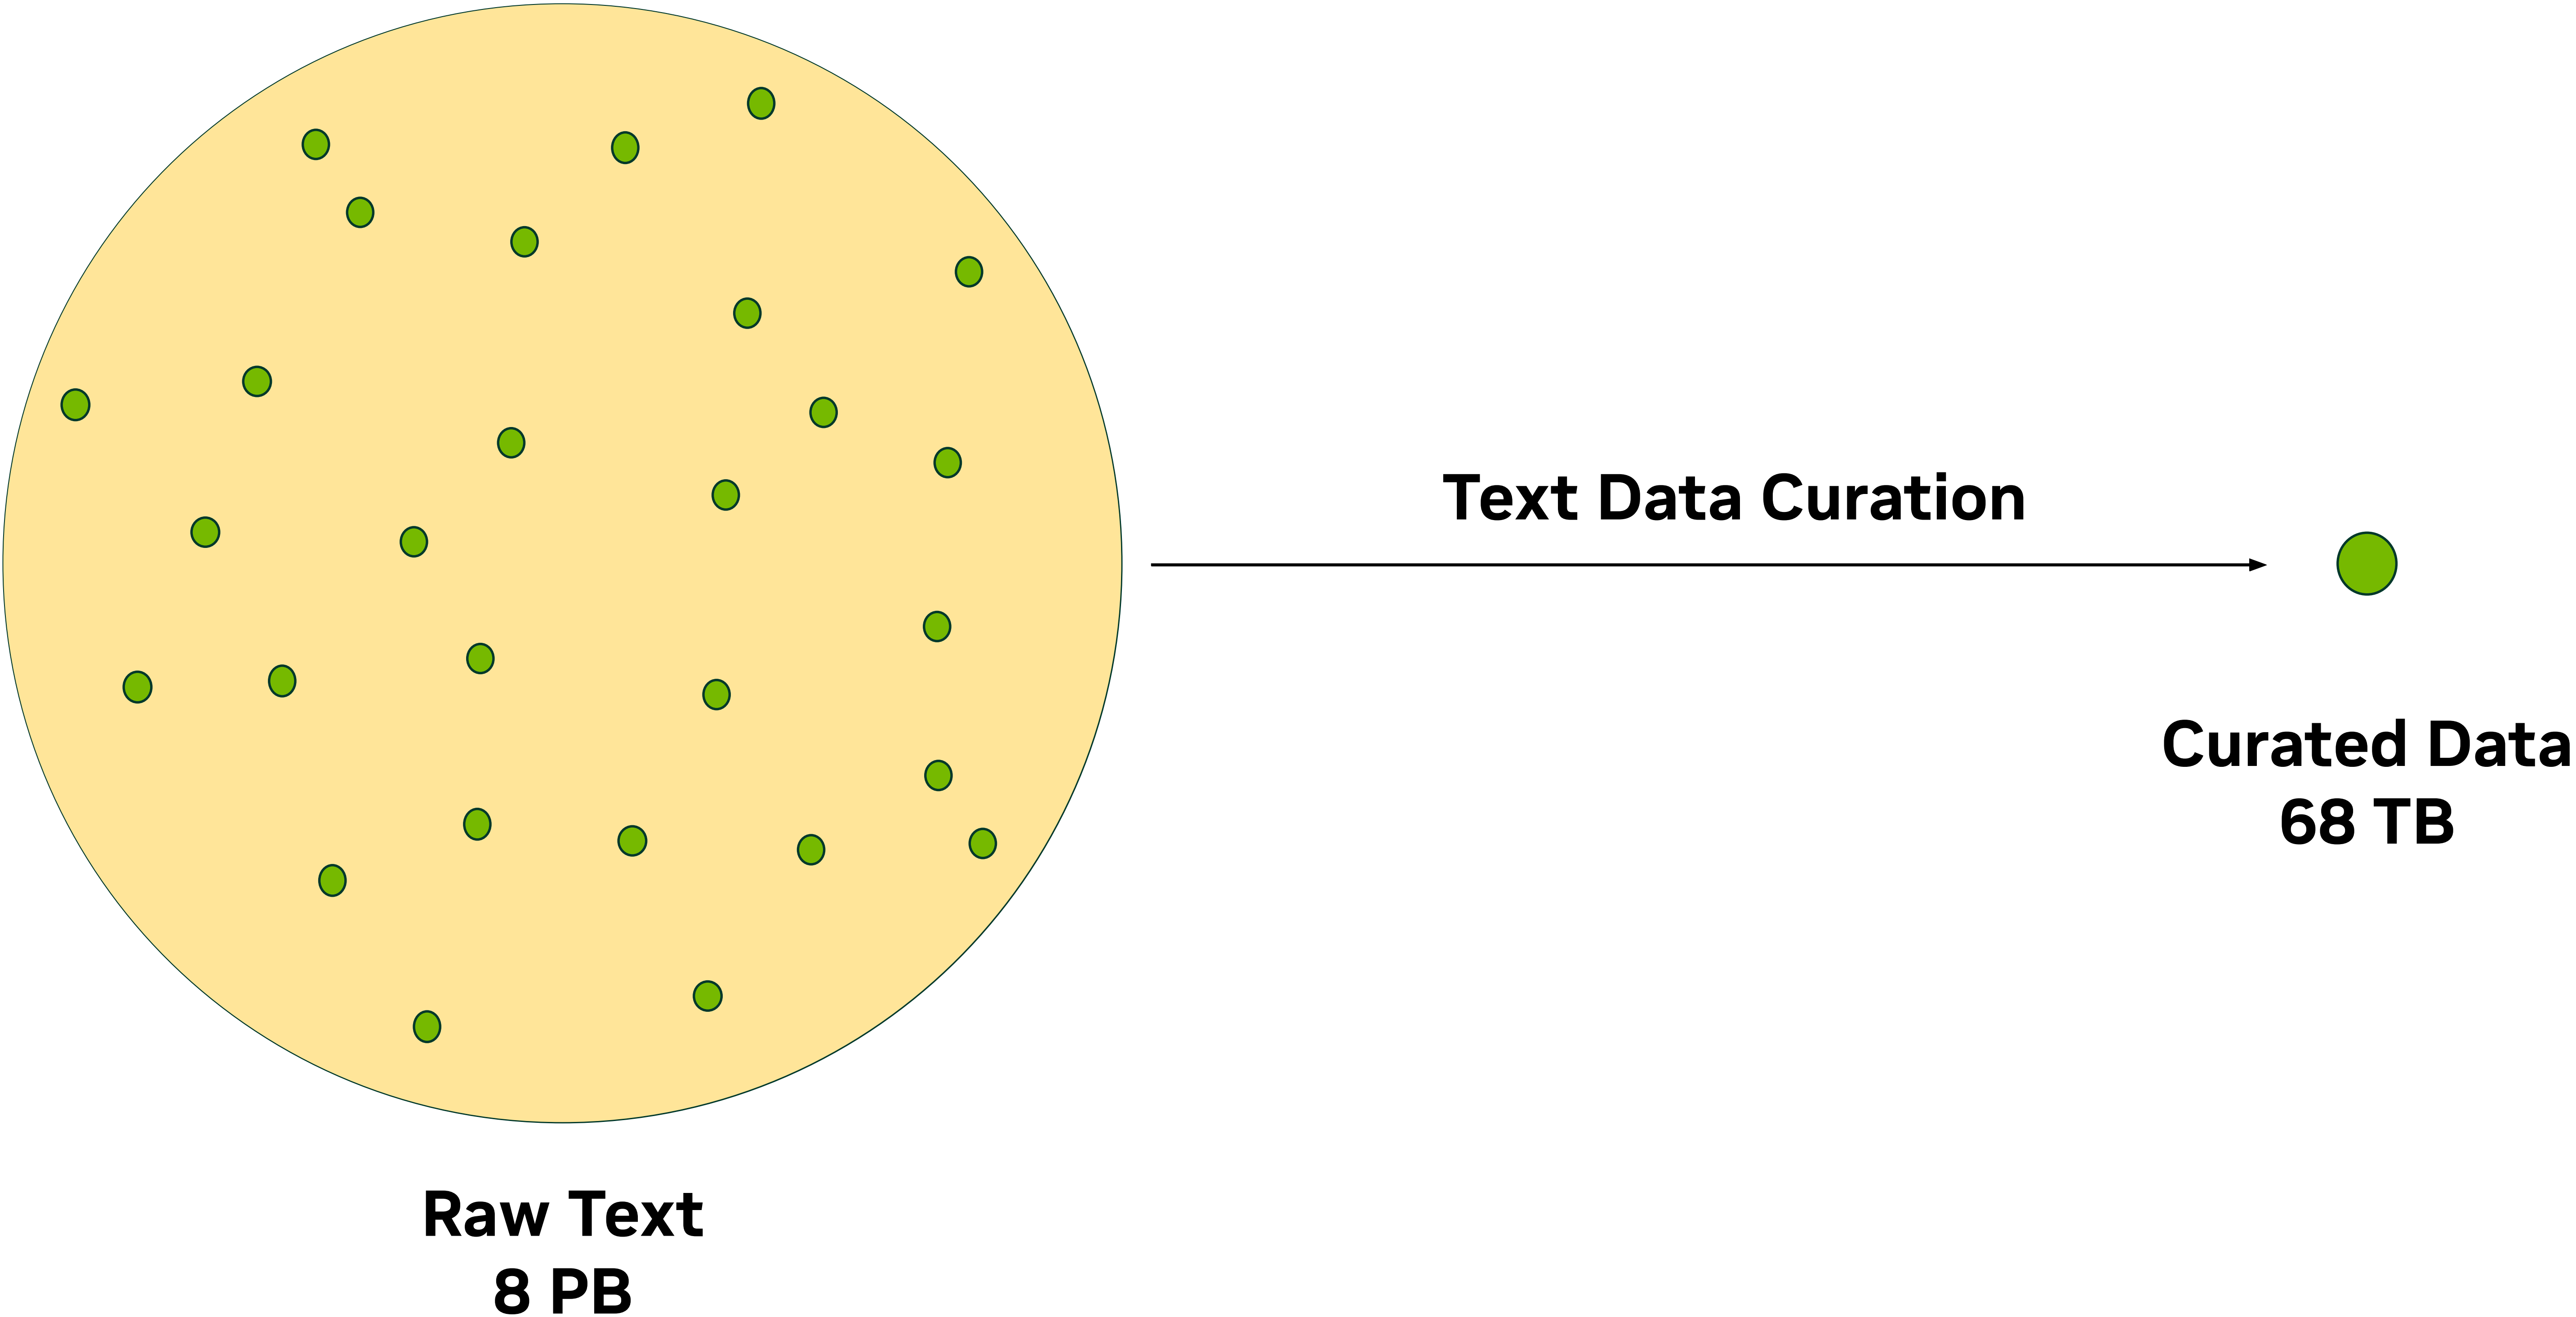 Text Data Curation
Curated Data
68 TB
Raw Text
8 PB